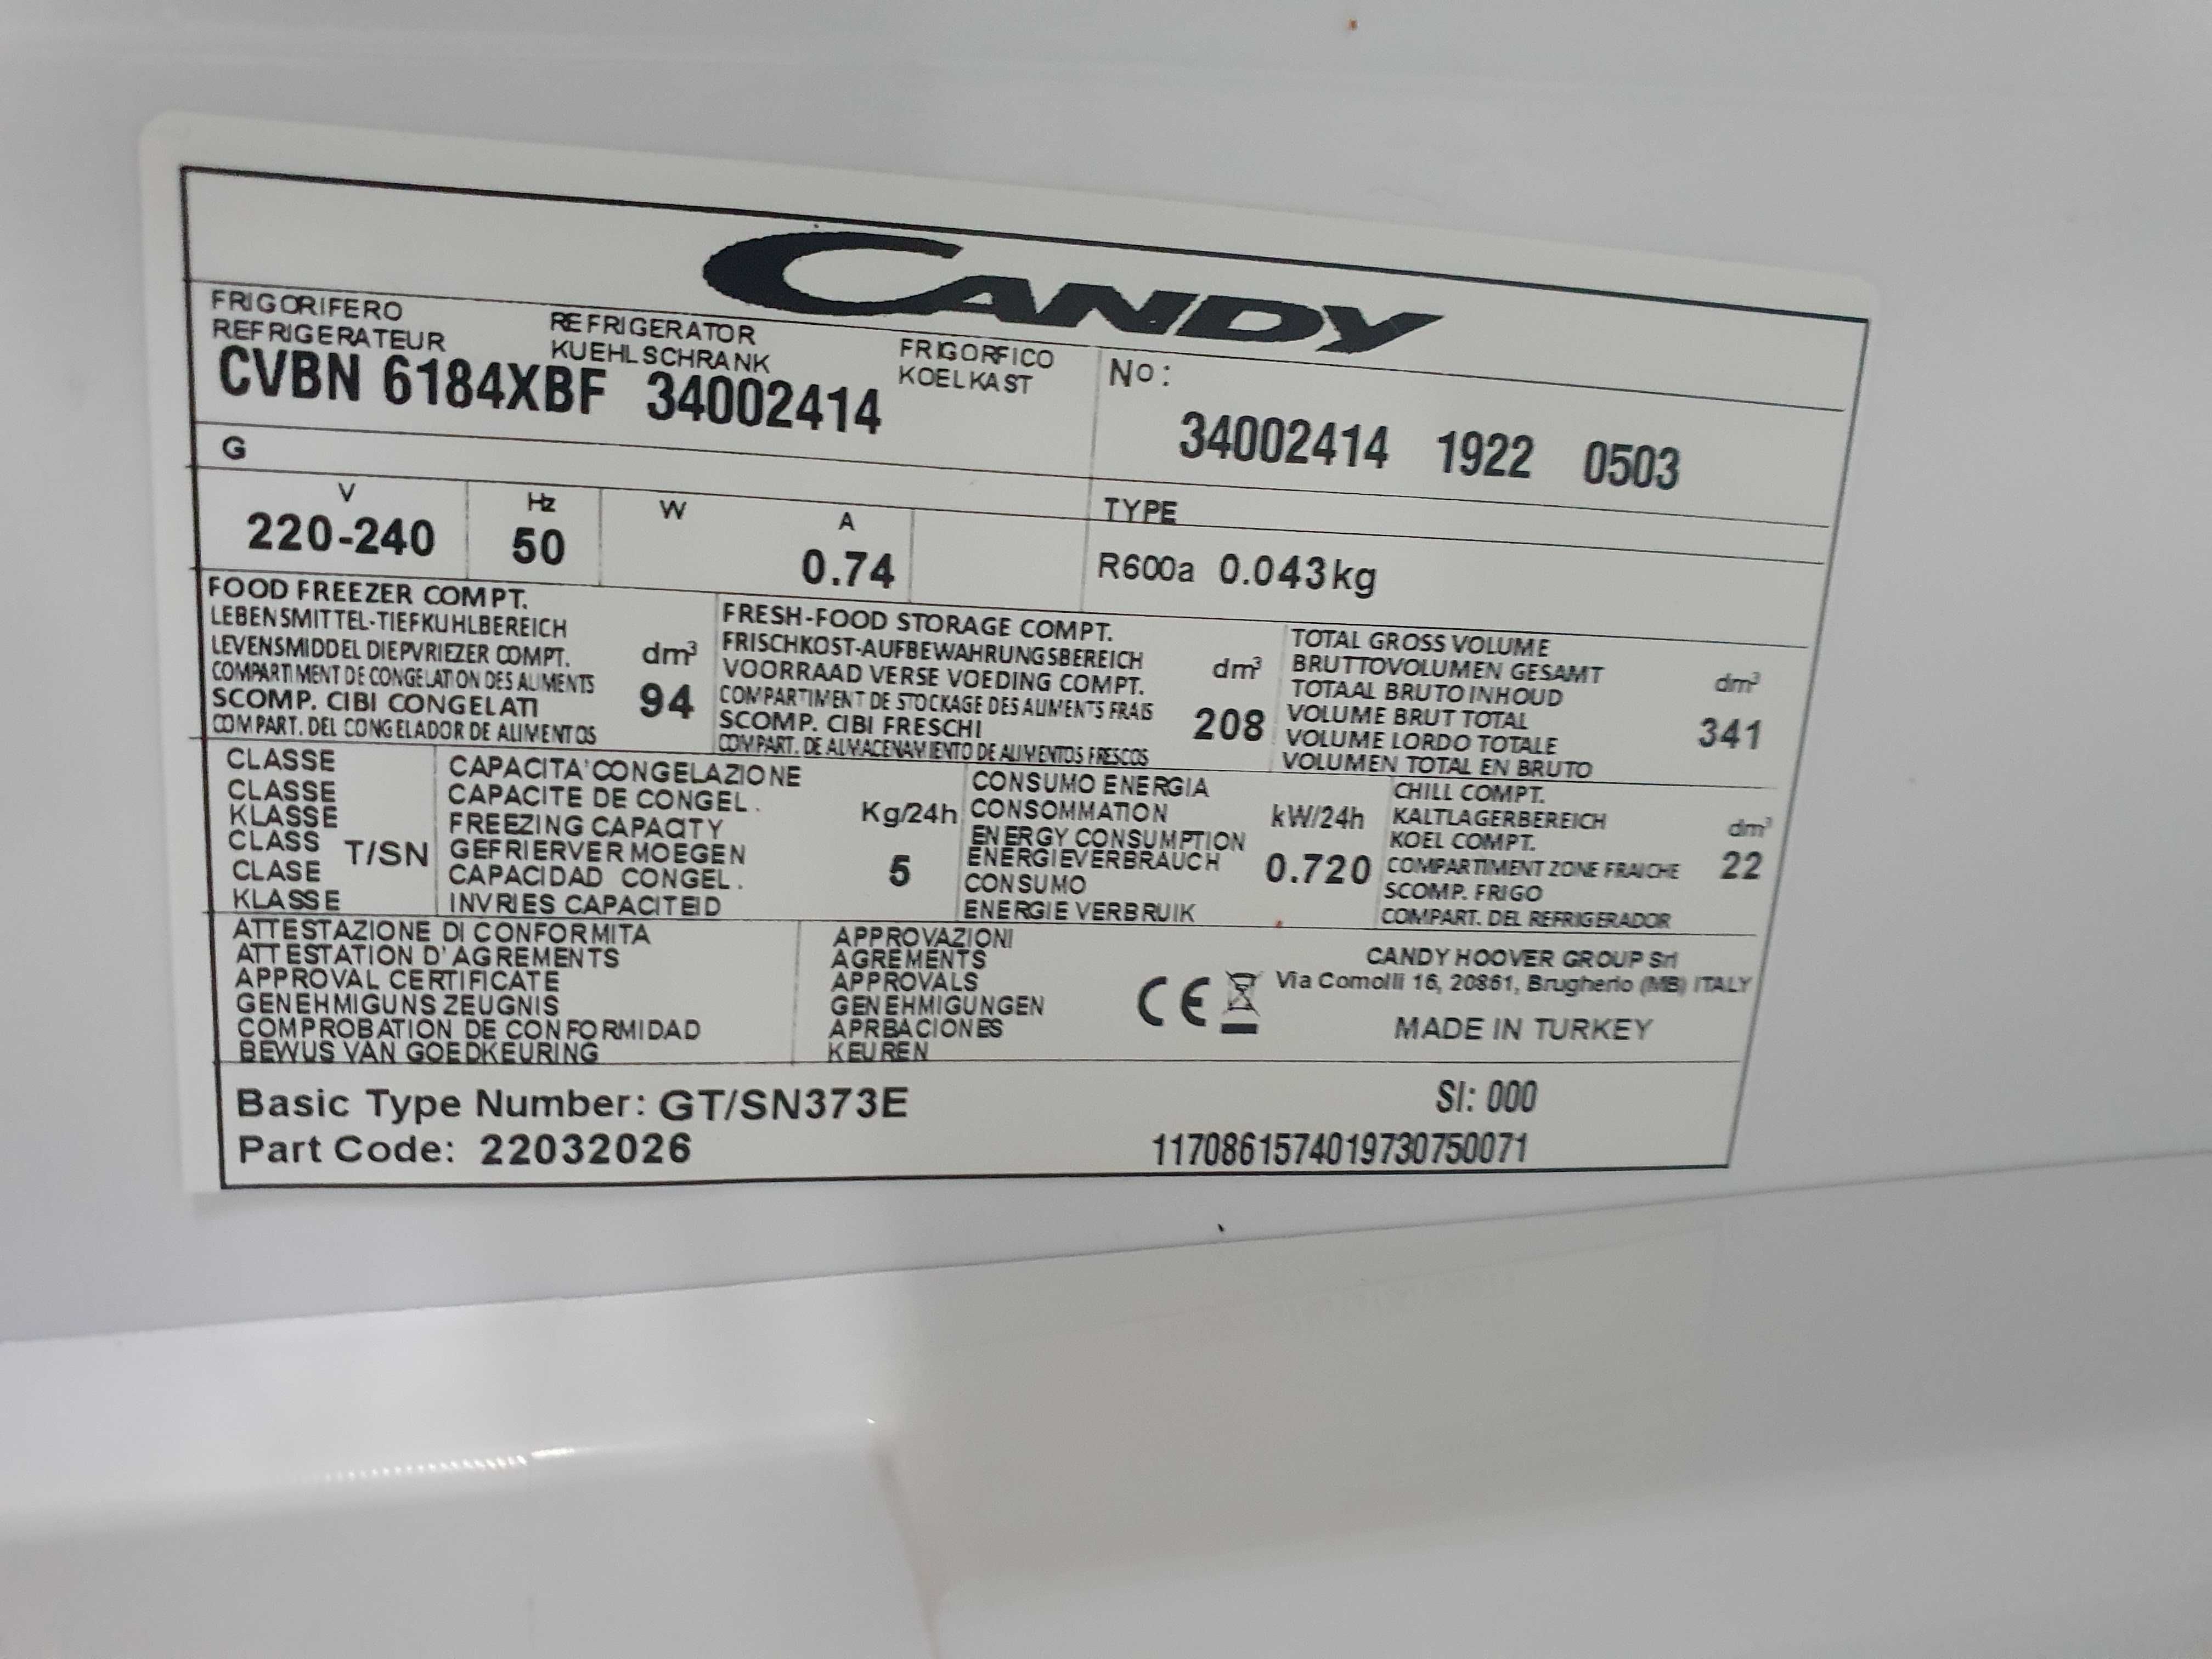 CANDY
FRIGORIFERO REFRIGERATOR FRIGORFICO
REFRIGERATEUR KUEHLSCHRANK KOELKAST
CVBN 6184XBF 34002414
No:
34002414 1922 0503
G
TYPE
V Hz W A
220-240 50 0.74
R600a 0.043kg
FOOD FREEZER COMPT.
LEBENSMITTEL-TIEFKUHLBEREICH
LEVENSMIDDEL DIEPVRIEZER COMPT.
COMPARTIMENT DE CONGELATION DES ALIMENTS
SCOMP. CIBI CONGELATI
COMPART. DEL CONGELADOR DE ALIMENTOS
dm³
94
FRESH-FOOD STORAGE COMPT.
FRISCHKOST-AUFBEWAHRUNGSBEREICH
VOORRAAD VERSE VOEDING COMPT.
COMPARTIMENT DE STOCKAGE DES ALIMENTS FRAIS
SCOMP. CIBI FRESCHI
COMPART. DE ALMACENAMIENTO DE ALIMENTOS FRESCOS
dm³
208
TOTAL GROSS VOLUME
BRUTTOVOLUMEN GESAMT
TOTAAL BRUTO INHOUD
VOLUME BRUT TOTAL
VOLUME LORDO TOTALE
VOLUMEN TOTAL EN BRUTO
dm³
341
CLASSE
CLASSE
KLASSE
CLASS
CLASE
KLASSE
T/SN
CAPACITA'CONGELAZIONE
CAPACITE DE CONGEL.
FREEZING CAPACITY
GEFRIERVERMOEGEN
CAPACIDAD CONGEL.
INVRIES CAPACITEID
Kg/24h
5
CONSUMO ENERGIA
CONSOMMATION
ENERGY CONSUMPTION
ENERGIEVERBRAUCH
CONSUMO
ENERGIE VERBRUIK
kW/24h
0.720
CHILL COMPT.
KALTLAGERBEREICH
KOEL COMPT.
COMPARTIMENT ZONE FRAICHE
SCOMP. FRIGO
COMPART. DEL REFRIGERADOR
dm³
22
ATTESTAZIONE DI CONFORMITA
ATTESTATION D'AGREMENTS
APPROVAL CERTIFICATE
GENEHMIGUNSZEUGNIS
COMPROBATION DE CONFORMIDAD
BEWUS VAN GOEDKEURING
APPROVAZIONI
AGREMENTS
APPROVALS
GENEHMIGUNGEN
APRBACIONES
KEUREN
CE
CANDY HOOVER GROUP Srl
Via Comolli 16, 20861, Brugherio (MB) ITALY
MADE IN TURKEY
Basic Type Number: GT/SN373E
SI: 000
Part Code: 22032026
1170861574019730750071